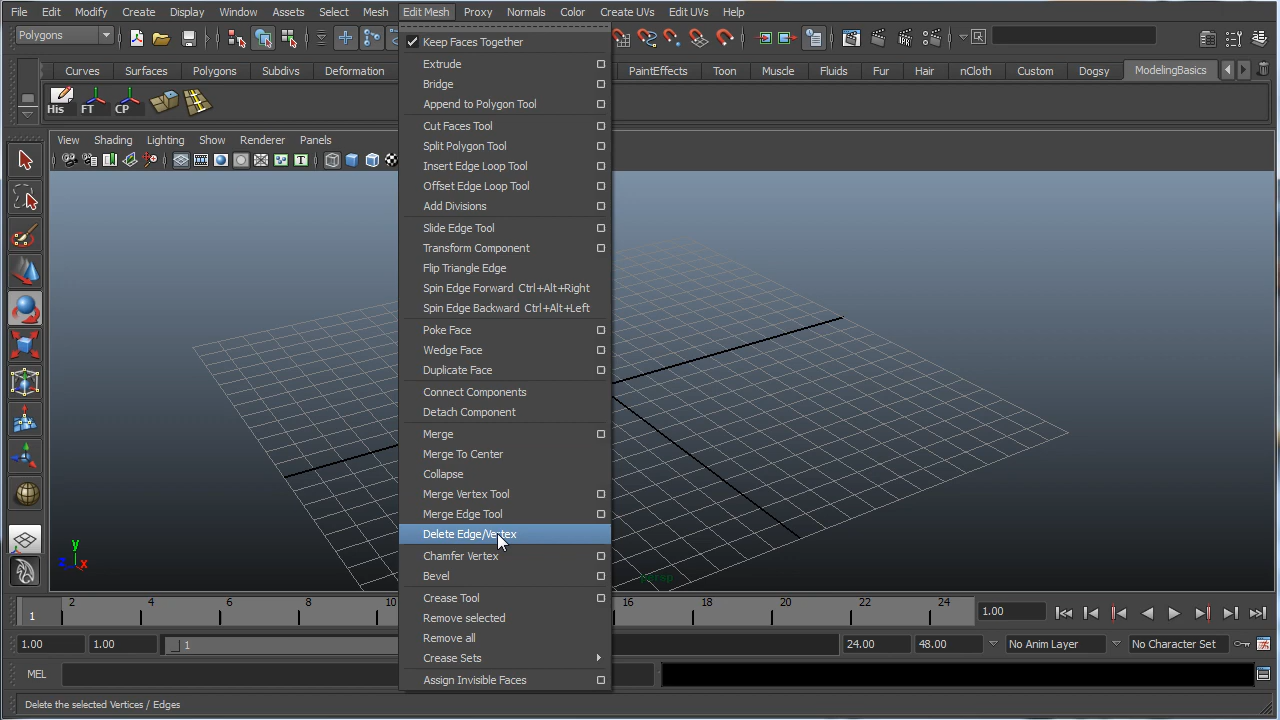 File Edit Modify Create Display Window Assets Select Mesh Edit Mesh Proxy Normals Color Create UVs Edit UVs Help
Polygons
Curves Surfaces Polygons Subdivs Deformation PaintEffects Toon Muscle Fluids Fur Hair nCloth Custom Dogsy ModelingBasics
His FT CP
View Shading Lighting Show Renderer Panels
Keep Faces Together
Extrude
Bridge
Append to Polygon Tool
Cut Faces Tool
Split Polygon Tool
Insert Edge Loop Tool
Offset Edge Loop Tool
Add Divisions
Slide Edge Tool
Transform Component
Flip Triangle Edge
Spin Edge Forward Ctrl+Alt+Right
Spin Edge Backward Ctrl+Alt+Left
Poke Face
Wedge Face
Duplicate Face
Connect Components
Detach Component
Merge
Merge To Center
Collapse
Merge Vertex Tool
Merge Edge Tool
Delete Edge/Vertex
Chamfer Vertex
Bevel
Crease Tool
Remove selected
Remove all
Crease Sets
Assign Invisible Faces
y
z x
persp
1 2 4 6 8 10 16 18 20 22 24 1.00
1.00 1.00 1 24.00 48.00 No Anim Layer No Character Set
MEL
Delete the selected Vertices / Edges